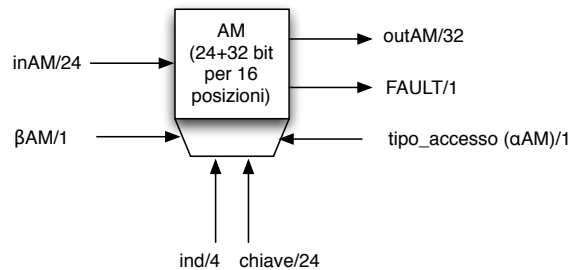 AM
(24+32 bit
per 16
posizioni)
outAM/32
inAM/24
FAULT/1
βAM/1
tipo_accesso (αAM)/1
ind/4 chiave/24